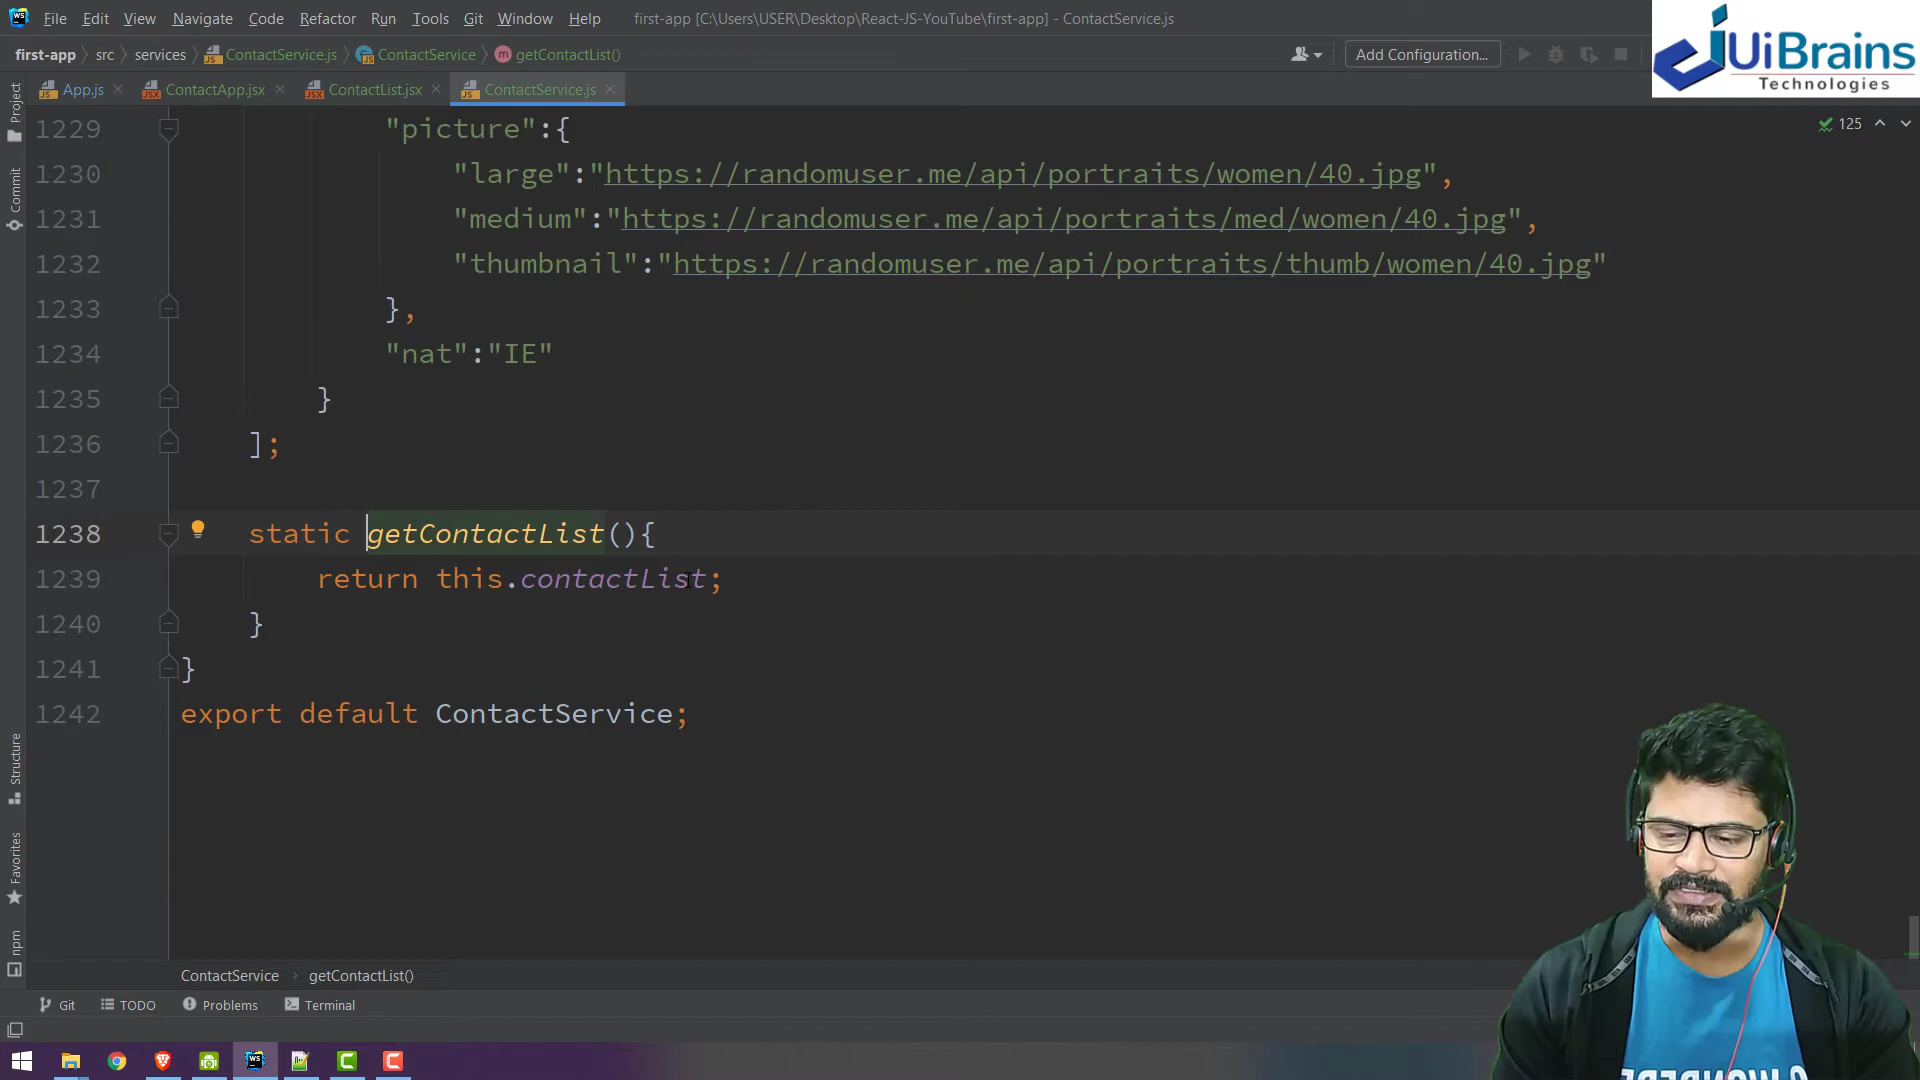 File Edit View Navigate Code Refactor Run Tools Git Window Help first-app [C:\Users\USER\Desktop\React-JS-YouTube\first-app] - ContactService.js
first-app src services ContactService.js ContactService getContactList() Add Configuration...
UiBrains
Technologies
App.js ContactApp.jsx ContactList.jsx ContactService.js
125
1229 "picture":{
1230 "large":"https://randomuser.me/api/portraits/women/40.jpg",
1231 "medium":"https://randomuser.me/api/portraits/med/women/40.jpg",
1232 "thumbnail":"https://randomuser.me/api/portraits/thumb/women/40.jpg"
1233 },
1234 "nat":"IE"
1235 }
1236 ];
1237
1238 static getContactList(){
1239 return this.contactList;
1240 }
1241 }
1242 export default ContactService;
Project
Commit
Structure
Favorites
npm
ContactService getContactList()
Git TODO Problems Terminal
WS